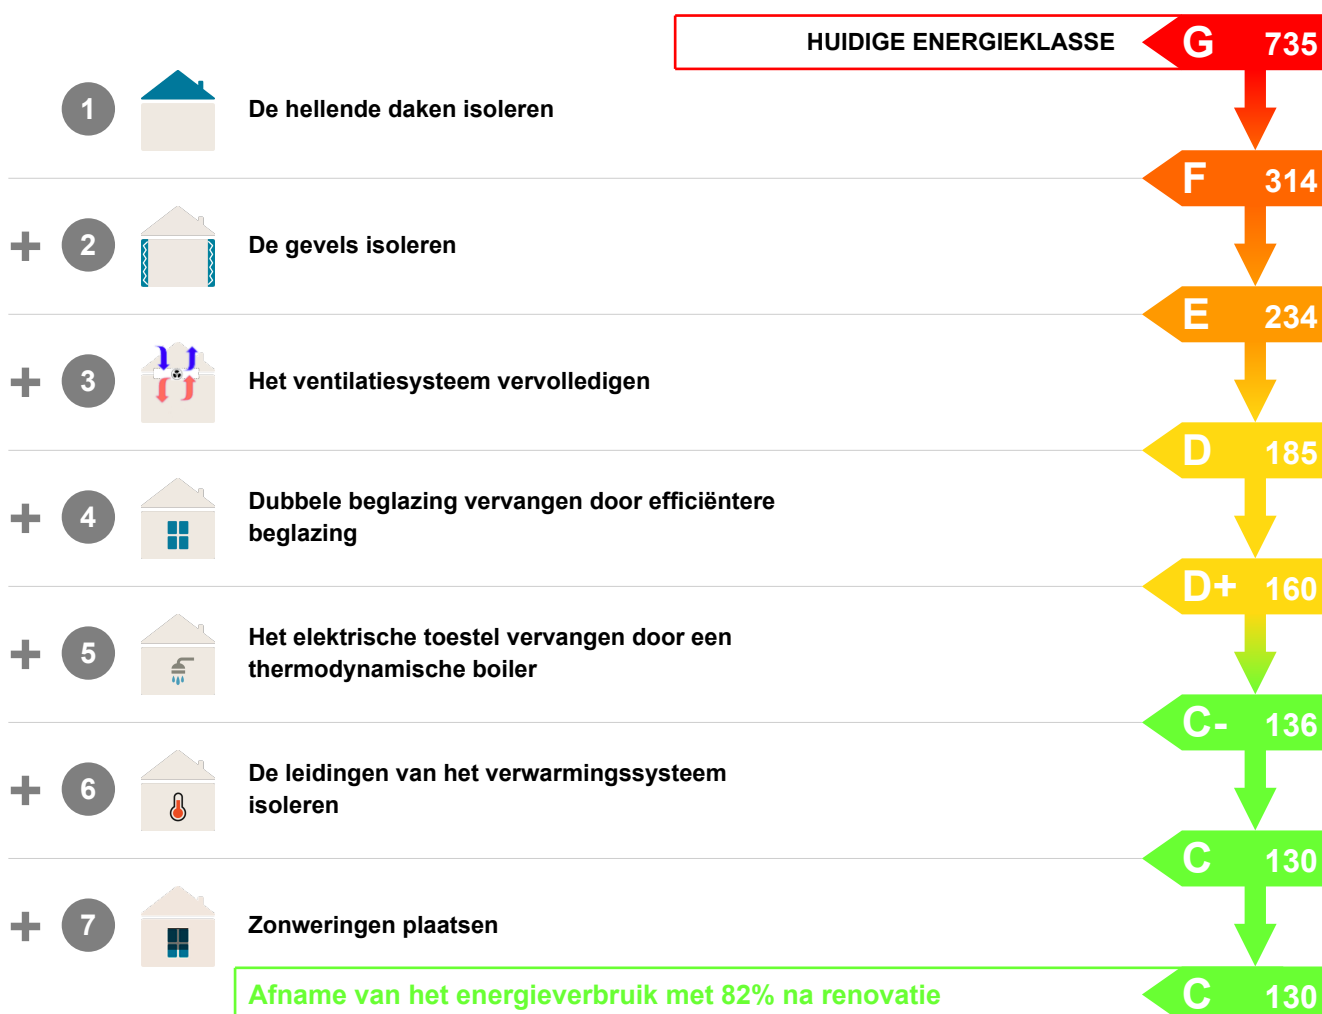 HUIDIGE ENERGIEKLASSE G 735
1 De hellende daken isoleren
F 314
+ 2 De gevels isoleren
E 234
+ 3 Het ventilatiesysteem vervolledigen
D 185
+ 4 Dubbele beglazing vervangen door efficiëntere
beglazing
D+ 160
+ 5 Het elektrische toestel vervangen door een
thermodynamische boiler
C- 136
+ 6 De leidingen van het verwarmingssysteem
isoleren
C 130
+ 7 Zonweringen plaatsen
Afname van het energieverbruik met 82% na renovatie C 130